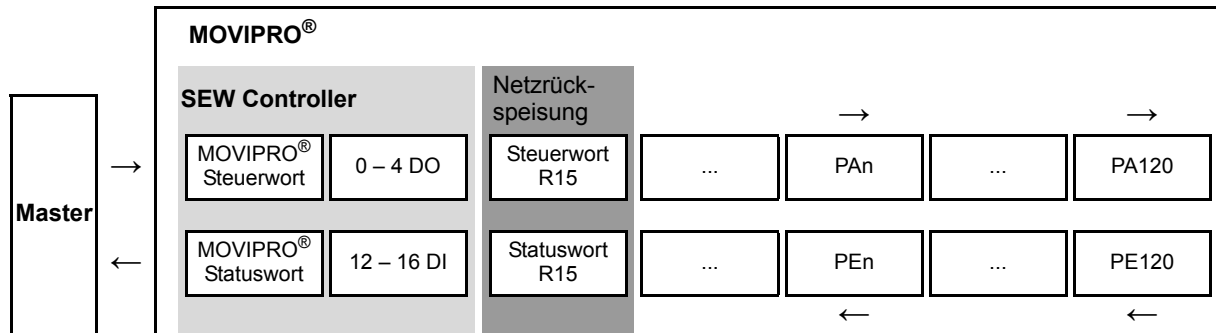 MOVIPRO®
SEW Controller
Netzrück-
speisung
→
→
→
MOVIPRO®
Steuerwort
0 – 4 DO
Steuerwort
R15
...
PAn
...
PA120
Master
←
MOVIPRO®
Statuswort
12 – 16 DI
Statuswort
R15
...
PEn
...
PE120
←
←